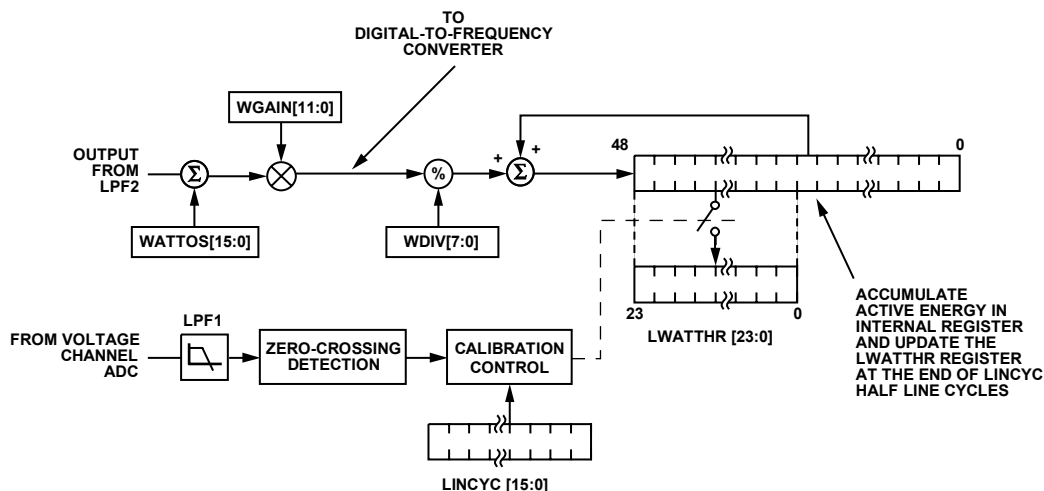 TO
DIGITAL-TO-FREQUENCY
CONVERTER
WGAIN[11:0]
OUTPUT
FROM
LPF2
Σ
%
+
+
Σ
48
0
WATTOS[15:0]
WDIV[7:0]
23
0
LWATTHR [23:0]
ACCUMULATE
ACTIVE ENERGY IN
INTERNAL REGISTER
AND UPDATE THE
LWATTHR REGISTER
AT THE END OF LINCYC
HALF LINE CYCLES
FROM VOLTAGE
CHANNEL
ADC
LPF1
ZERO-CROSSING
DETECTION
CALIBRATION
CONTROL
LINCYC [15:0]